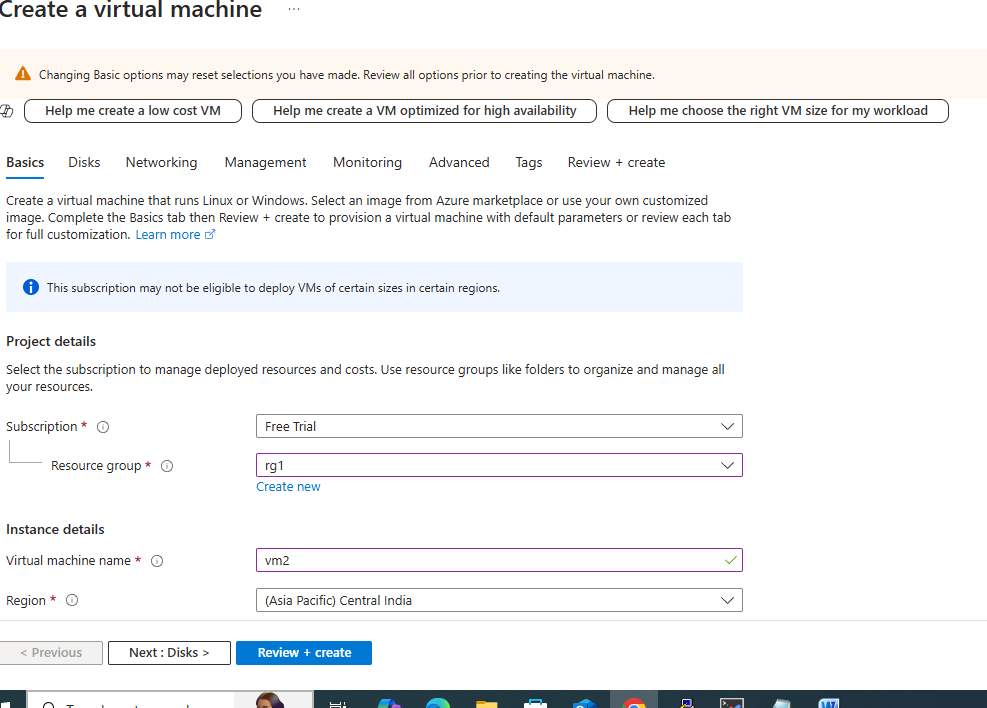 Create a virtual machine ...
Changing Basic options may reset selections you have made. Review all options prior to creating the virtual machine.
Help me create a low cost VM Help me create a VM optimized for high availability Help me choose the right VM size for my workload
Basics Disks Networking Management Monitoring Advanced Tags Review + create
Create a virtual machine that runs Linux or Windows. Select an image from Azure marketplace or use your own customized
image. Complete the Basics tab then Review + create to provision a virtual machine with default parameters or review each tab
for full customization. Learn more
This subscription may not be eligible to deploy VMs of certain sizes in certain regions.
Project details
Select the subscription to manage deployed resources and costs. Use resource groups like folders to organize and manage all
your resources.
Subscription * Free Trial
Resource group * rg1
Create new
Instance details
Virtual machine name * vm2
Region * (Asia Pacific) Central India
< Previous Next : Disks > Review + create